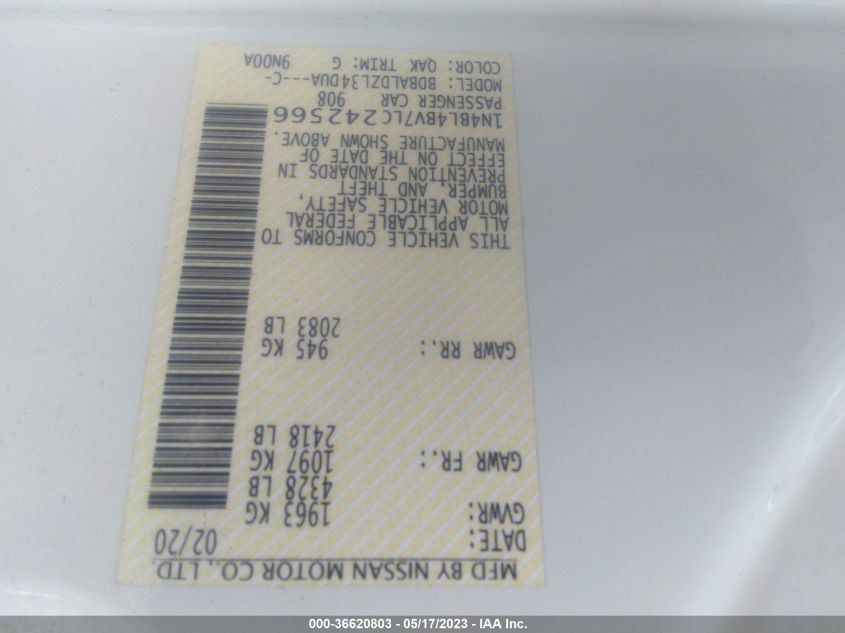 MFD BY NISSAN MOTOR CO., LTD.
DATE: 02/20
GVWR: 1963 KG
4328 LB
GAWR FR.: 1097 KG
2418 LB
GAWR RR.: 945 KG
2083 LB
THIS VEHICLE CONFORMS TO
ALL APPLICABLE FEDERAL
MOTOR VEHICLE SAFETY,
BUMPER, AND THEFT
PREVENTION STANDARDS IN
EFFECT ON THE DATE OF
MANUFACTURE SHOWN ABOVE.
1N4BL4BV7LC242566
PASSENGER CAR 908
MODEL: BDBALDZL34DUA---C-
COLOR: QAK TRIM: G 9N00A
000-36620803 - 05/17/2023 - IAA Inc.